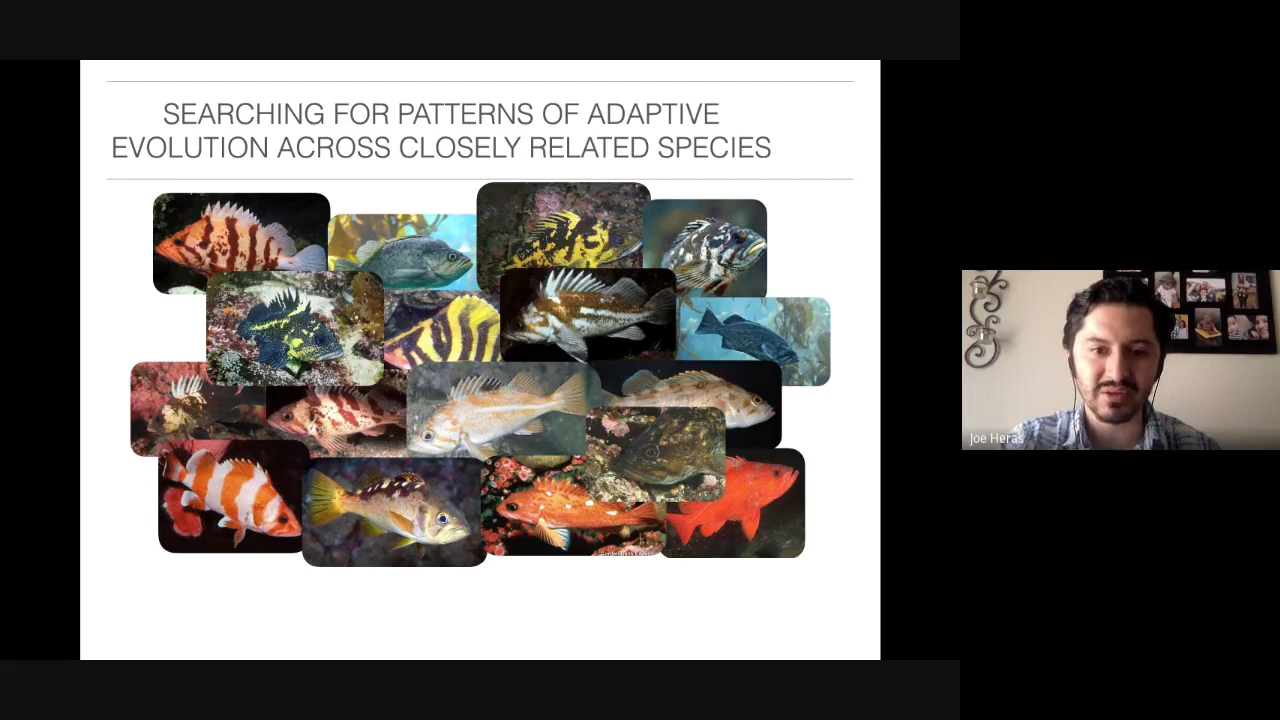 SEARCHING FOR PATTERNS OF ADAPTIVE
EVOLUTION ACROSS CLOSELY RELATED SPECIES
Joe Heras